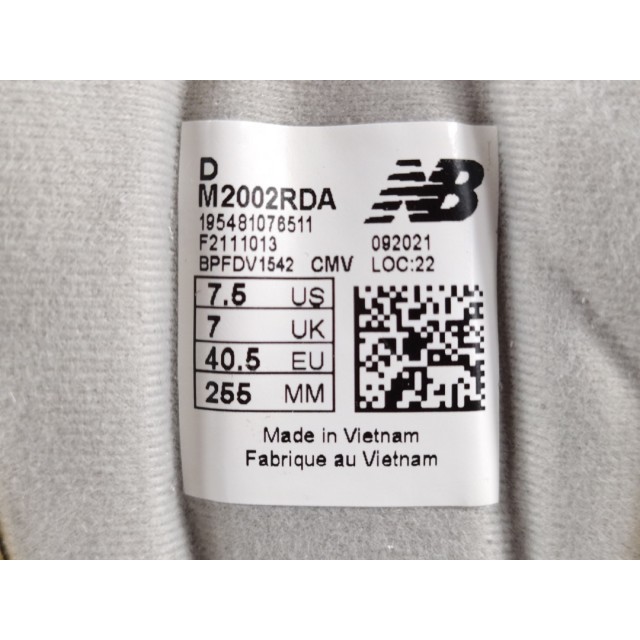 D
M2002RDA
NB
195481076511
F2111013 092021
BPFDV1542 CMV LOC:22
7.5 US
7 UK
40.5 EU
255 MM
Made in Vietnam
Fabrique au Vietnam